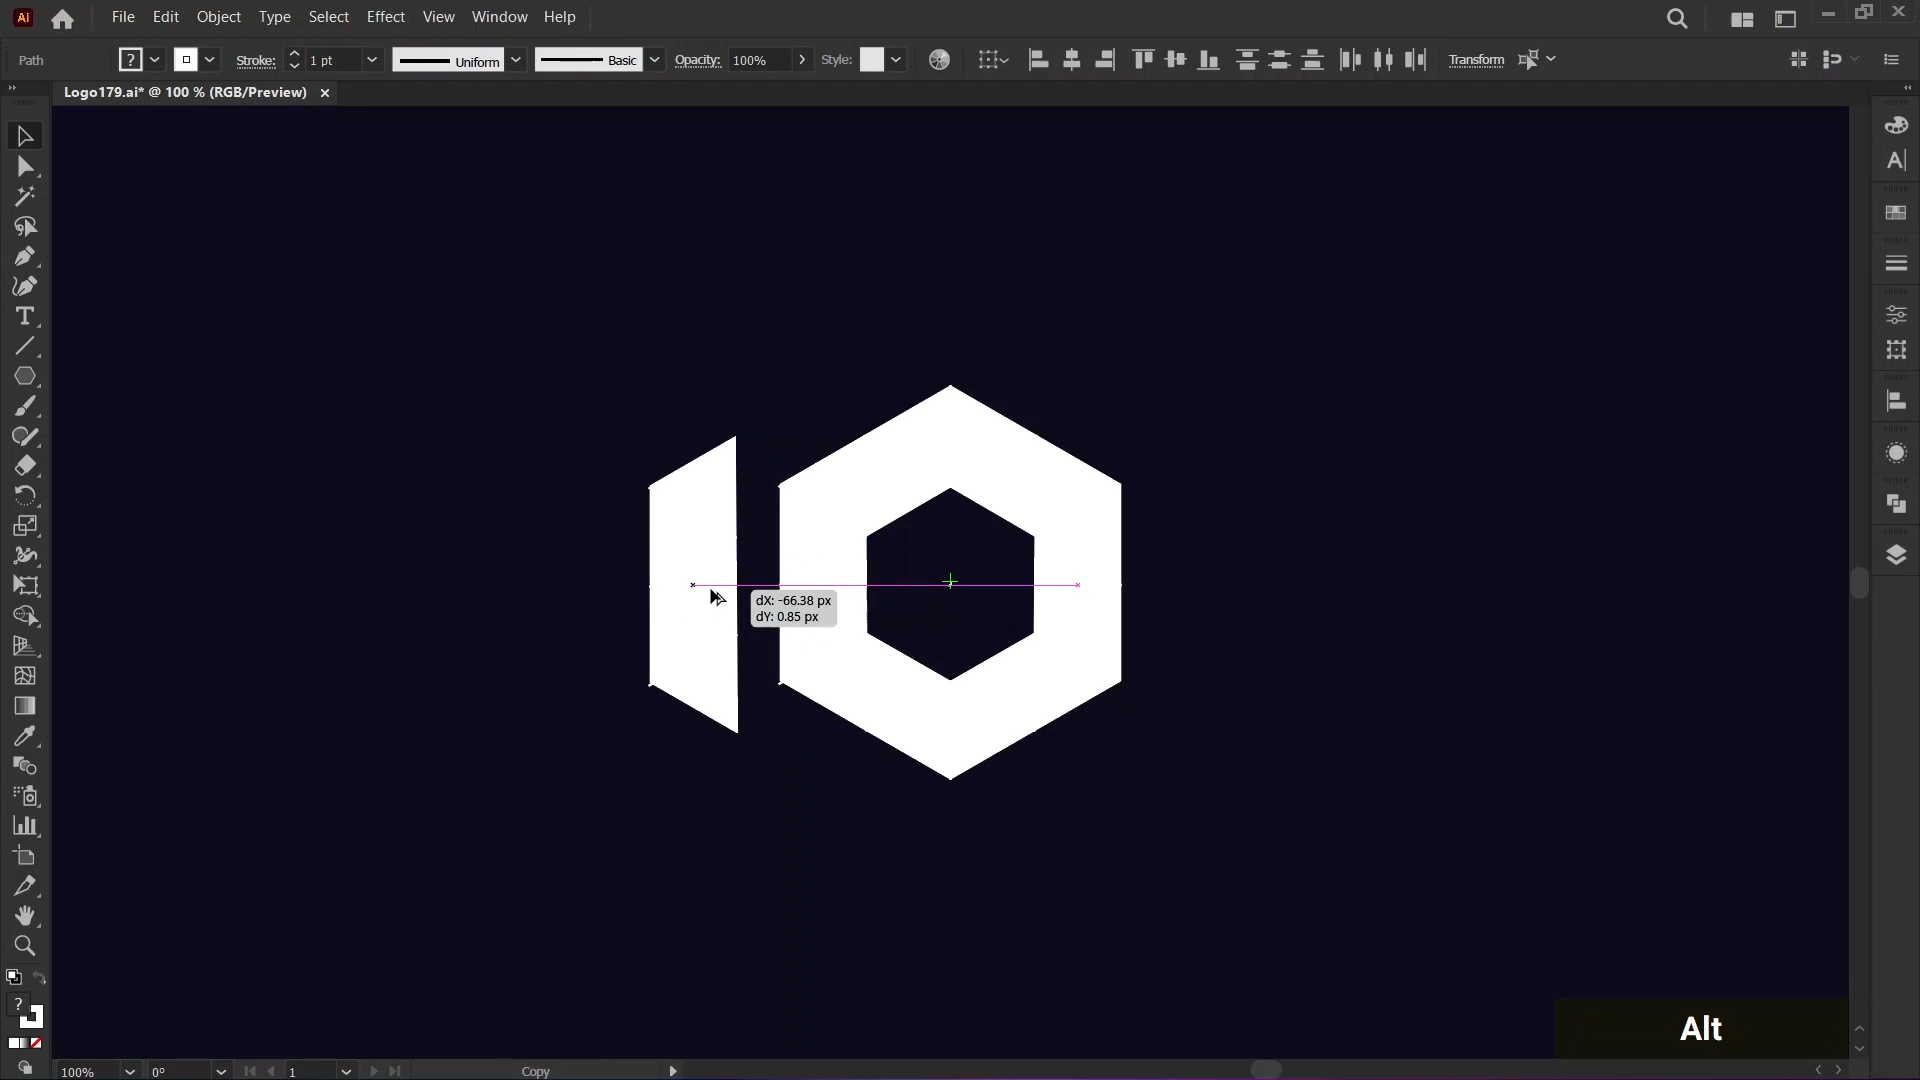 Ai File Edit Object Type Select Effect View Window Help
Path ? Stroke: 1 pt Uniform Basic Opacity: 100% Style: Transform
Logo179.ai* @ 100 % (RGB/Preview) ×
dX: -66.38 px
dY: 0.85 px
?
Alt
100% 0° 1 Copy